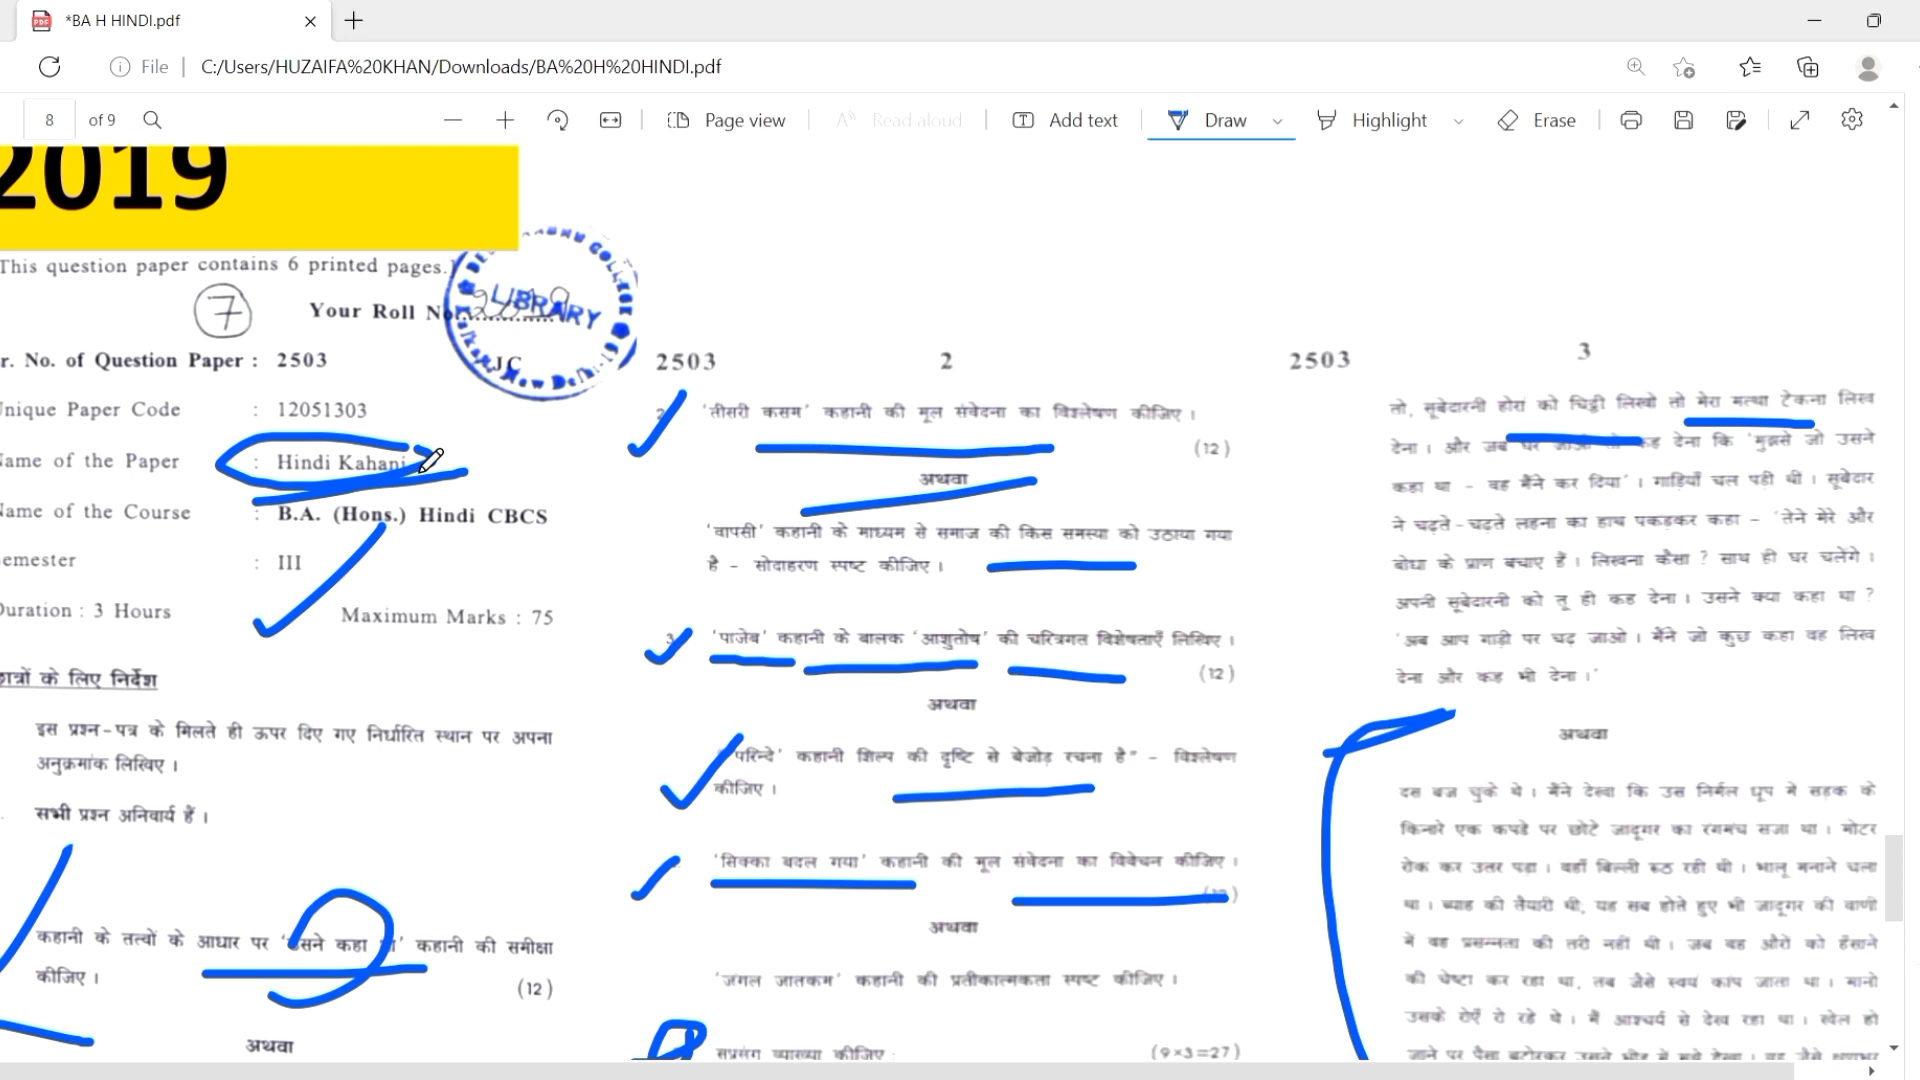 *BA H HINDI.pdf
File
C:/Users/HUZAIFA%20KHAN/Downloads/BA%20H%20HINDI.pdf
8 of 9
Page view
Read aloud
Add text
Draw
Highlight
Erase
2019
This question paper contains 6 printed pages.]
7
Your Roll No
LIBRARY
r. No. of Question Paper : 2503
JC
Unique Paper Code : 12051303
Name of the Paper : Hindi Kahani
Name of the Course : B.A. (Hons.) Hindi CBCS
emester : III
Duration : 3 Hours
Maximum Marks : 75
छात्रों के लिए निर्देश
इस प्रश्न-पत्र के मिलते ही ऊपर दिए गए निर्धारित स्थान पर अपना
अनुक्रमांक लिखिए ।
सभी प्रश्न अनिवार्य हैं ।
कहानी के तत्वों के आधार पर 'उसने कहा था' कहानी की समीक्षा
कीजिए ।
(12)
अथवा
2503
2
'तीसरी कसम' कहानी की मूल संवेदना का विश्लेषण कीजिए ।
(12)
अथवा
'वापसी' कहानी के माध्यम से समाज की किस समस्या को उठाया गया
है - सोदाहरण स्पष्ट कीजिए ।
3 'पाजेब' कहानी के बालक 'आशुतोष' की चरित्रगत विशेषताएँ लिखिए ।
(12)
अथवा
परिन्दे' कहानी शिल्प की दृष्टि से बेजोड़ रचना है" - विश्लेषण
कीजिए ।
'सिक्का बदल गया' कहानी की मूल संवेदना का विवेचन कीजिए ।
(12)
अथवा
'जंगल जातकम' कहानी की प्रतीकात्मकता स्पष्ट कीजिए ।
सप्रसंग व्याख्या कीजिए :
(9×3=27)
2503
3
तो, सूबेदारनी होरां को चिट्ठी लिखो तो मेरा मत्था टेकना लिख
देना । और जब घर जाओ तो कह देना कि 'मुझसे जो उसने
कहा था - वह मैंने कर दिया' । गाड़ियाँ चल पड़ी थी । सूबेदार
ने चढ़ते-चढ़ते लहना का हाथ पकड़कर कहा - 'तेने मेरे और
बोधा के प्राण बचाए हैं । लिखना कैसा ? साथ ही घर चलेंगे ।
अपनी सूबेदारनी को तू ही कह देना । उसने क्या कहा था ?
'अब आप गाड़ी पर चढ़ जाओ । मैंने जो कुछ कहा वह लिख
देना और कह भी देना ।'
अथवा
दस बज चुके थे । मैंने देखा कि उस निर्मल धूप में सड़क के
किनारे एक कपड़े पर छोटे जादूगर का रंगमंच सजा था । मोटर
रोक कर उतर पड़ा । वहाँ बिल्ली रूठ रही थी । भालू मनाने चला
था । ब्याह की तैयारी थी, यह सब होते हुए भी जादूगर की वाणी
में वह प्रसन्नता की तरी नहीं थी । जब वह औरों को हँसाने
की चेष्टा कर रहा था, तब जैसे स्वयं कांप जाता था । मानो
उसके रोएँ रो रहे थे । मैं आश्चर्य से देख रहा था । खेल हो
जाने पर पैसा बटोरकर उसने भीड़ में मुझे देखा । वह जैसे क्षणभर